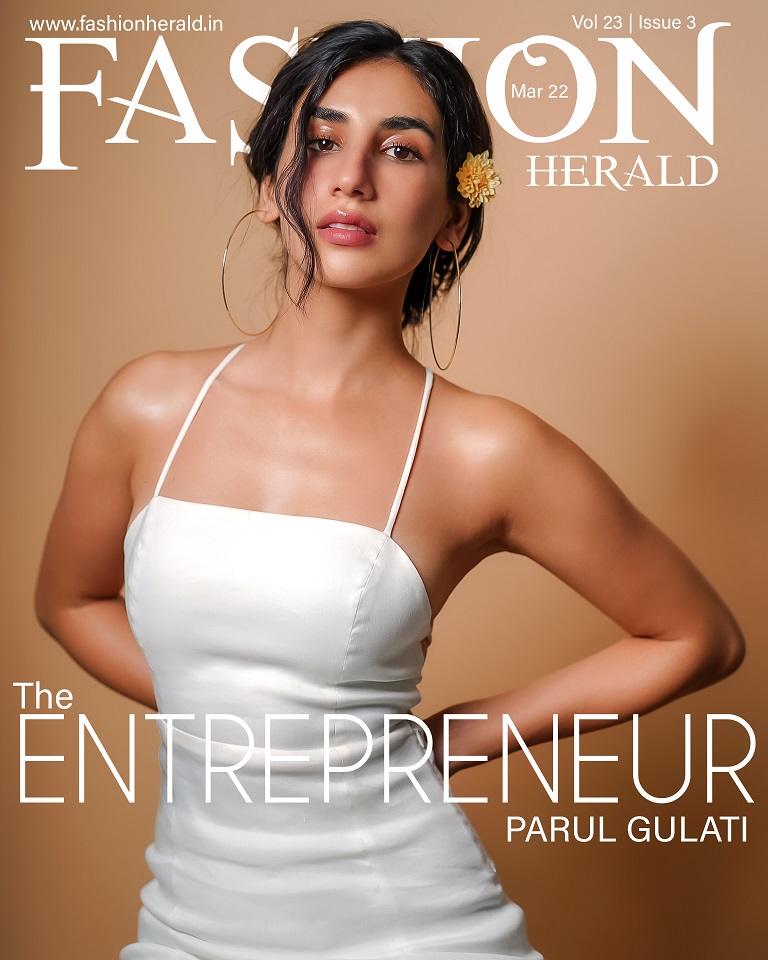 www.fashionherald.in
Vol 23 | Issue 3
FASHION
Mar 22
HERALD
The
ENTREPRENEUR
PARUL GULATI